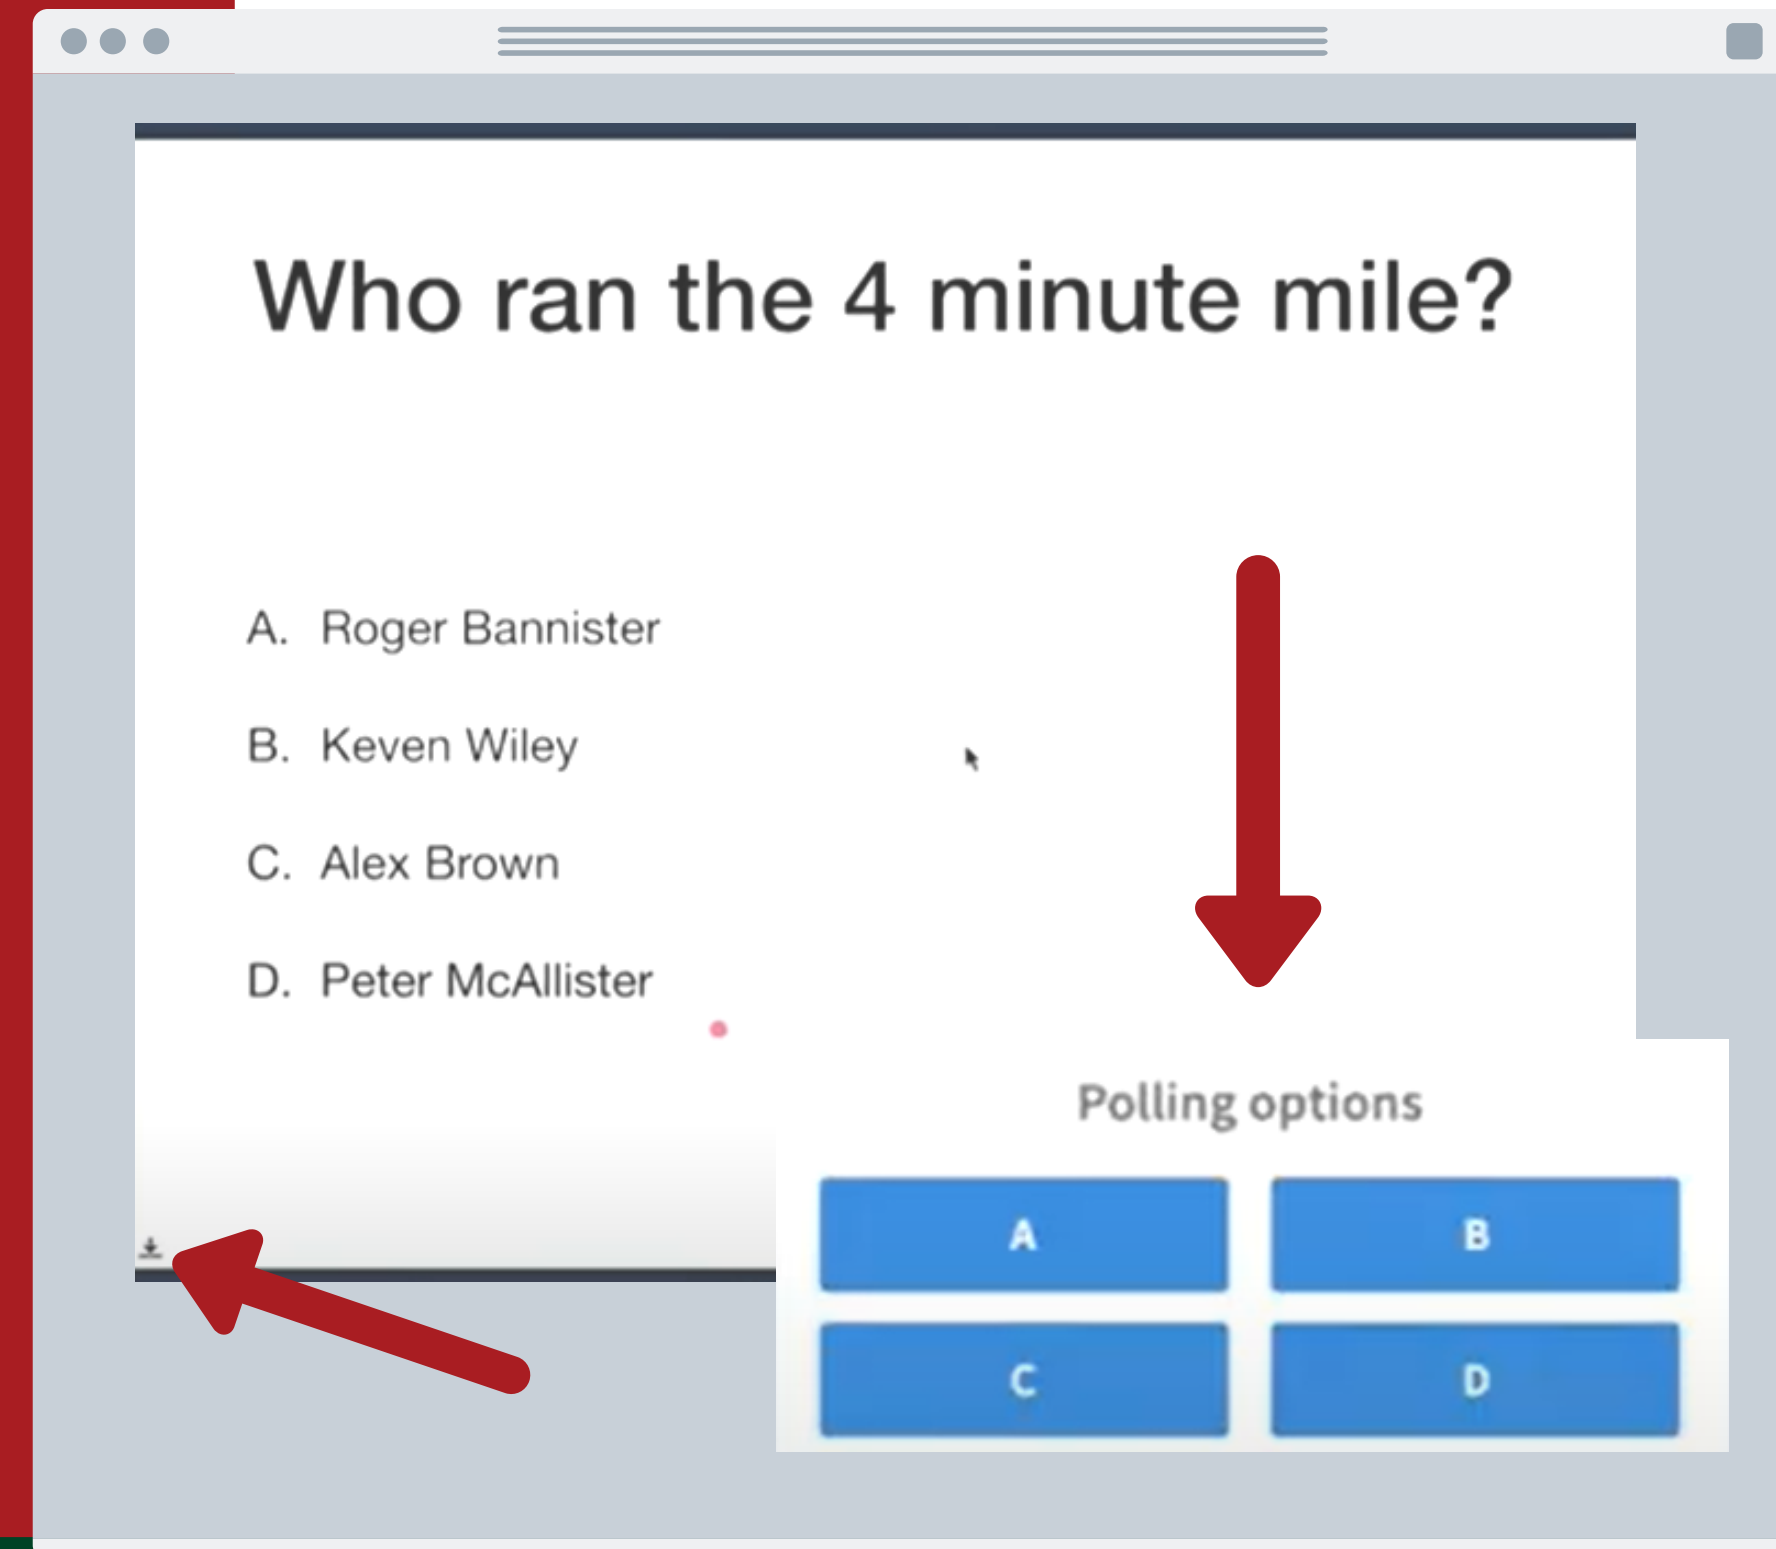 Who ran the 4 minute mile?
A. Roger Bannister
B. Keven Wiley
C. Alex Brown
D. Peter McAllister
Polling options
A B
C D